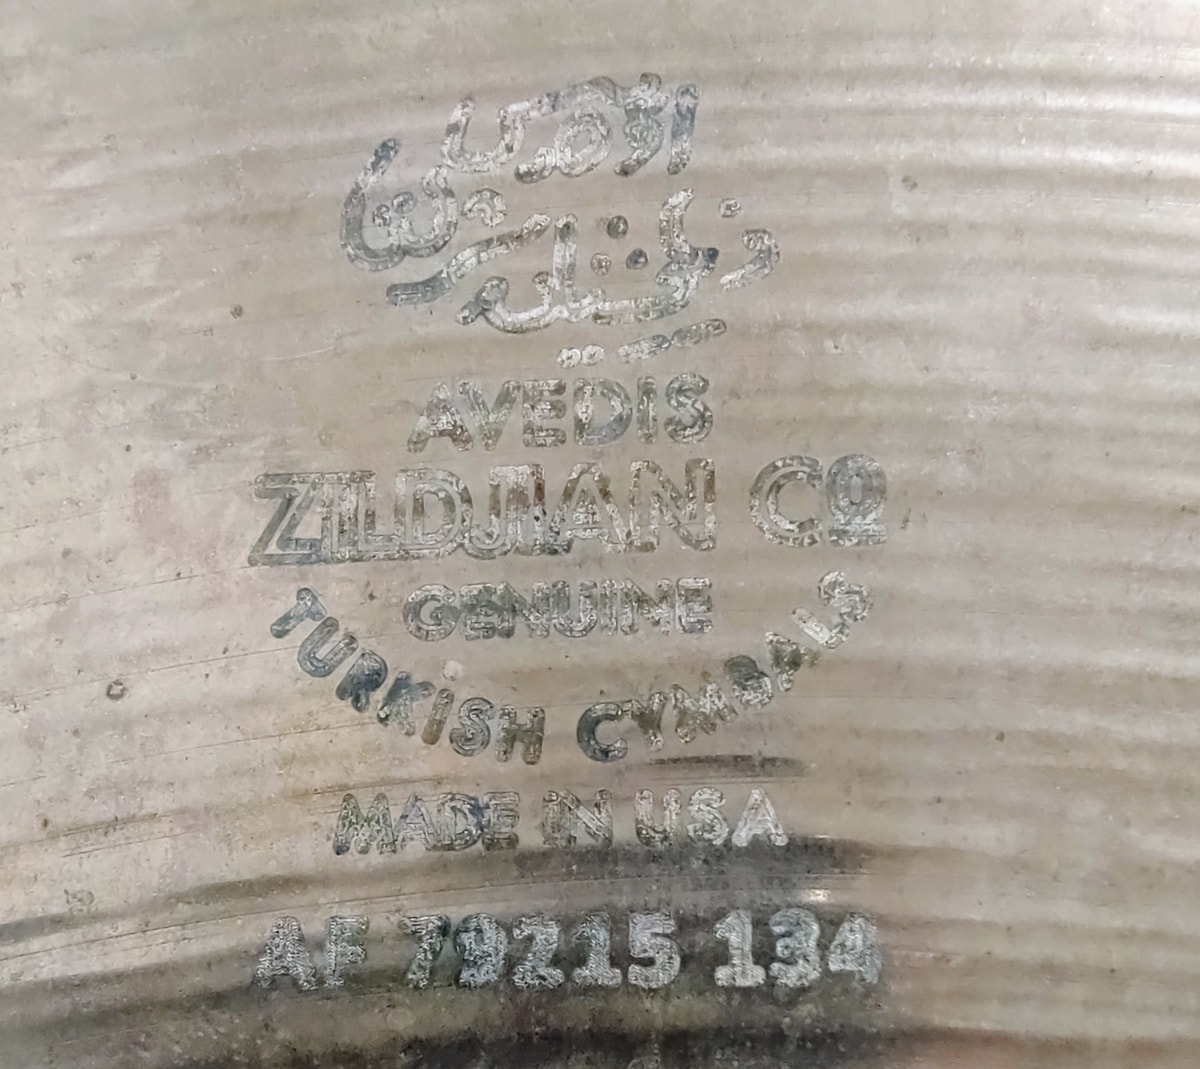 AVEDIS
ZILDJIAN CO
GENUINE
TURKISH CYMBALS
MADE IN USA
AF 79215 134